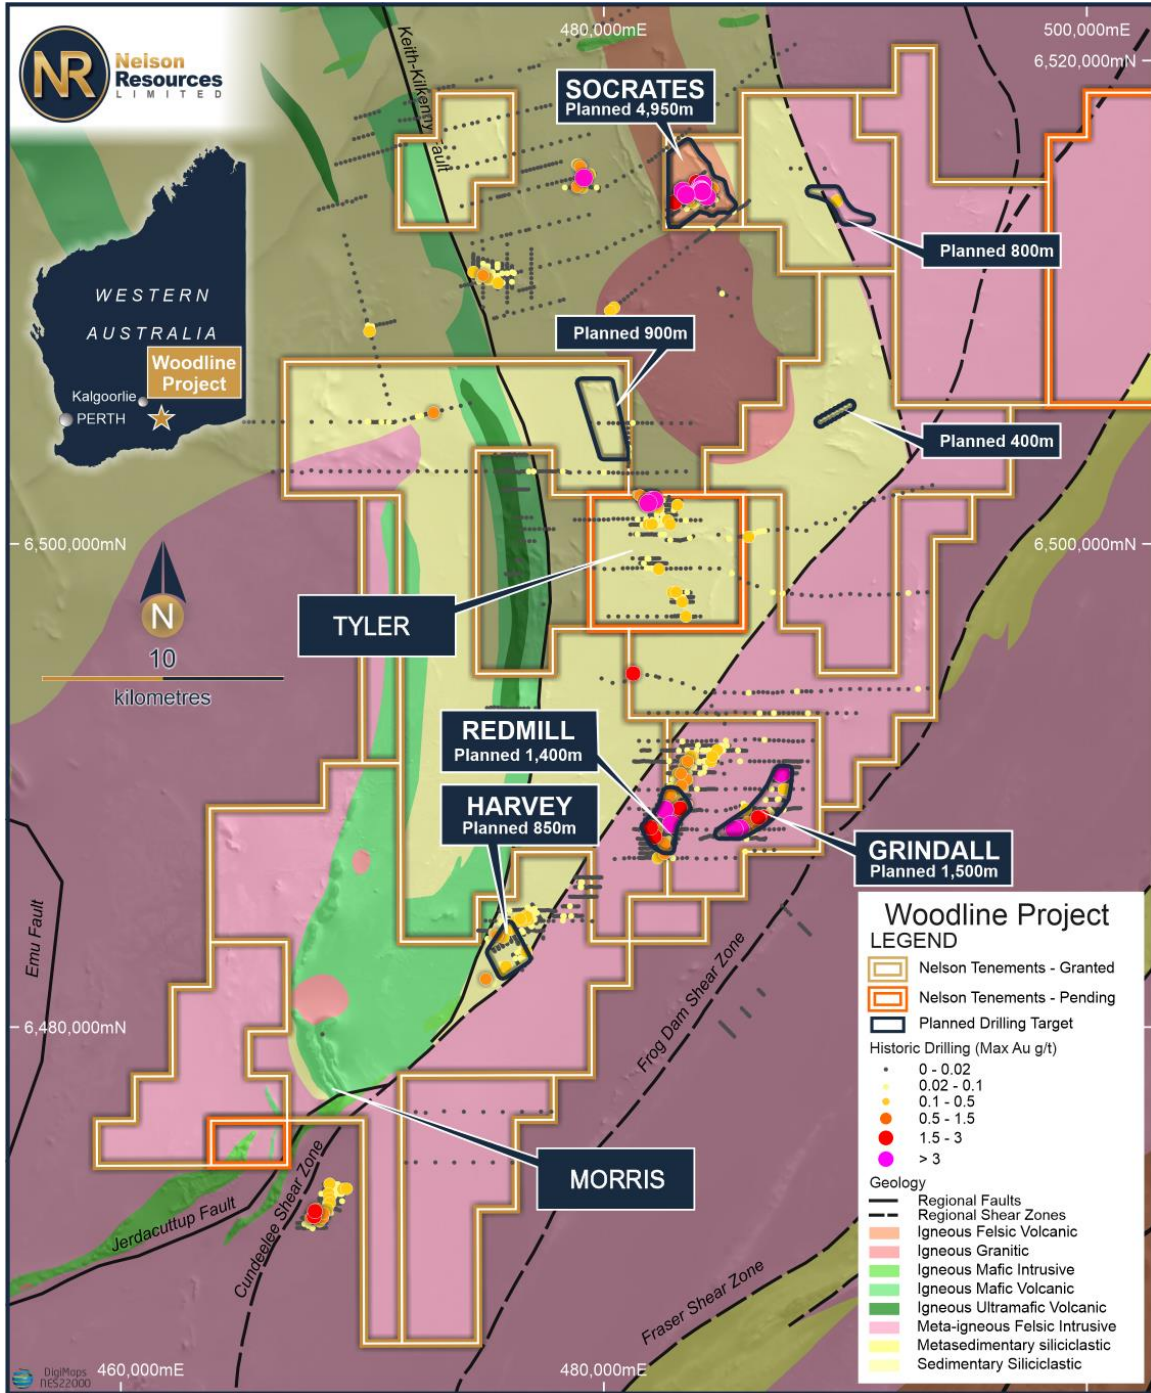 NR
Nelson
Resources
LIMITED
480,000mE
500,000mE
6,520,000mN
Keith-Kilkenny Fault
SOCRATES
Planned 4,950m
Planned 800m
WESTERN
AUSTRALIA
Woodline
Project
Kalgoorlie
PERTH
Planned 900m
Planned 400m
6,500,000mN
6,500,000mN
N
10
kilometres
TYLER
REDMILL
Planned 1,400m
HARVEY
Planned 850m
GRINDALL
Planned 1,500m
Emu Fault
Frog Dam Shear Zone
6,480,000mN
MORRIS
Jerdacuttup Fault
Cundeelee Shear Zone
Fraser Shear Zone
460,000mE
480,000mE
DigiMaps
nES22000
Woodline Project
LEGEND
Nelson Tenements - Granted
Nelson Tenements - Pending
Planned Drilling Target
Historic Drilling (Max Au g/t)
0 - 0.02
0.02 - 0.1
0.1 - 0.5
0.5 - 1.5
1.5 - 3
> 3
Geology
Regional Faults
Regional Shear Zones
Igneous Felsic Volcanic
Igneous Granitic
Igneous Mafic Intrusive
Igneous Mafic Volcanic
Igneous Ultramafic Volcanic
Meta-igneous Felsic Intrusive
Metasedimentary siliciclastic
Sedimentary Siliciclastic